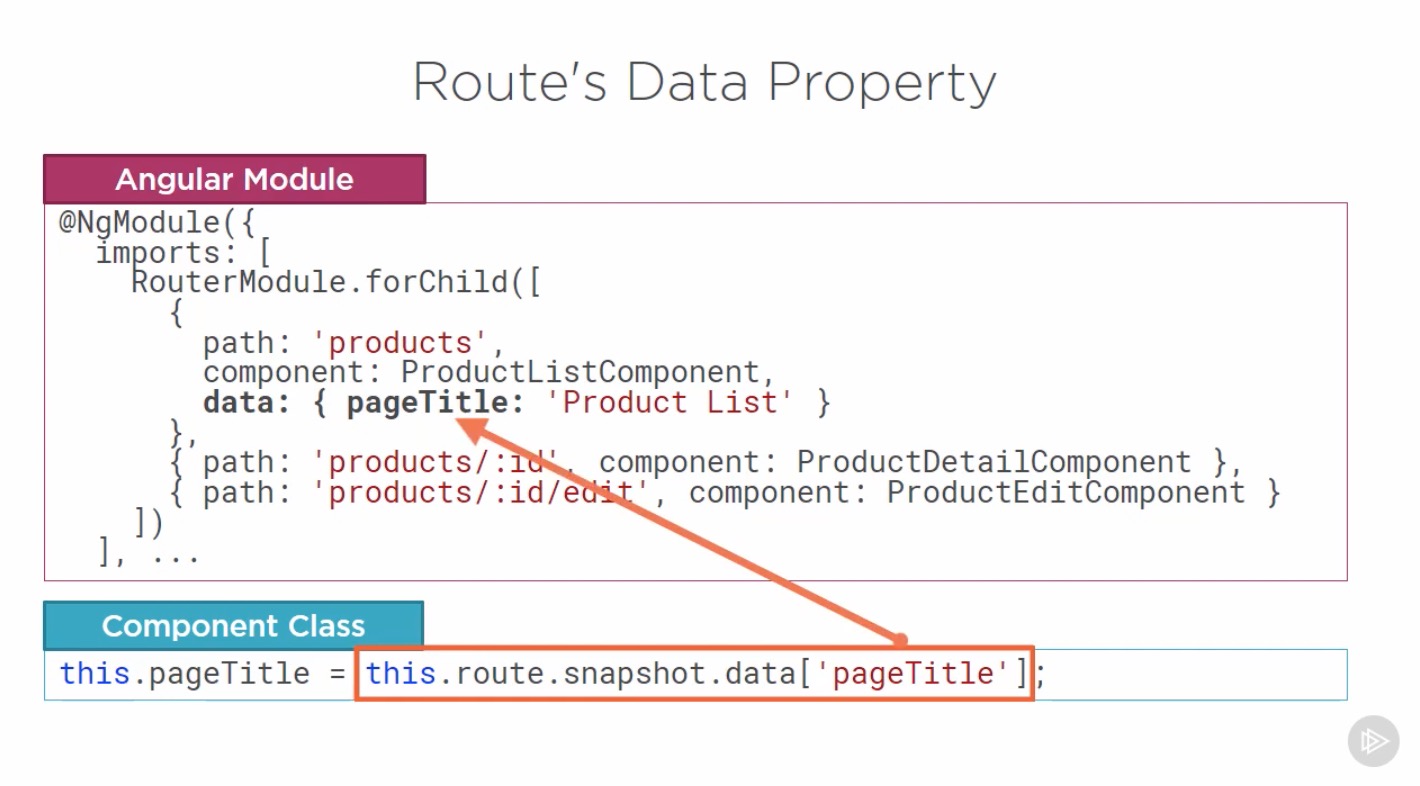 Route's Data Property
Angular Module
@NgModule({
  imports: [
    RouterModule.forChild([
      {
        path: 'products',
        component: ProductListComponent,
        data: { pageTitle: 'Product List' }
      },
      { path: 'products/:id', component: ProductDetailComponent },
      { path: 'products/:id/edit', component: ProductEditComponent }
    ])
  ], ...
Component Class
this.pageTitle = this.route.snapshot.data['pageTitle'];